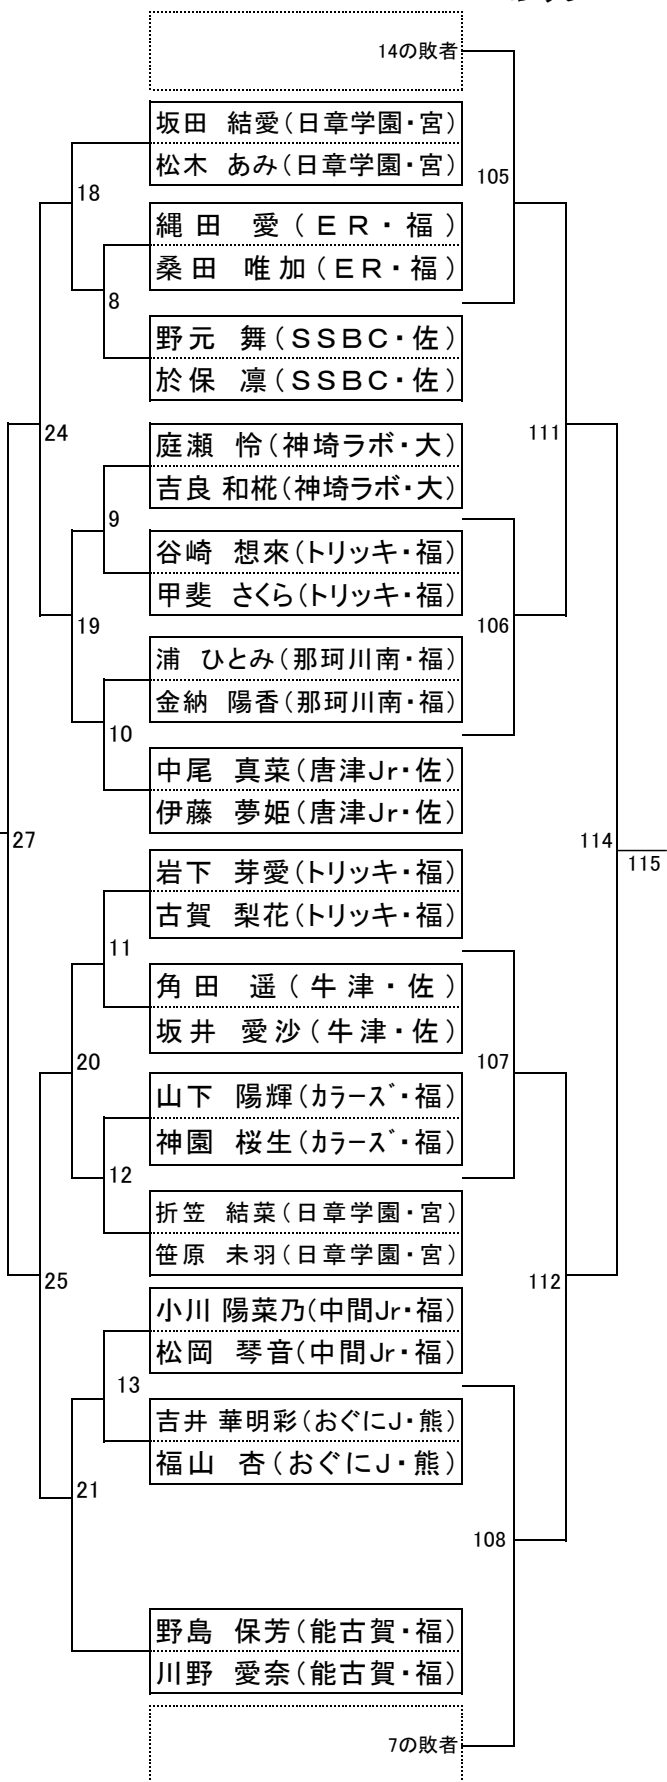 14の敗者
坂田 結愛(日章学園・宮)
松木 あみ(日章学園・宮)
105
18
縄田 愛(ER・福)
桑田 唯加(ER・福)
8
野元 舞(SSBC・佐)
於保 凛(SSBC・佐)
24
111
庭瀬 怜(神埼ラボ・大)
吉良 和椛(神埼ラボ・大)
9
谷崎 想來(トリッキ・福)
甲斐 さくら(トリッキ・福)
19
106
浦 ひとみ(那珂川南・福)
金納 陽香(那珂川南・福)
10
中尾 真菜(唐津Jr・佐)
伊藤 夢姫(唐津Jr・佐)
27
114
115
岩下 芽愛(トリッキ・福)
古賀 梨花(トリッキ・福)
11
角田 遥(牛津・佐)
坂井 愛沙(牛津・佐)
20
107
山下 陽輝(ｶﾗｰｽﾞ・福)
神園 桜生(ｶﾗｰｽﾞ・福)
12
折笠 結菜(日章学園・宮)
笹原 未羽(日章学園・宮)
25
112
小川 陽菜乃(中間Jr・福)
松岡 琴音(中間Jr・福)
13
吉井 華明彩(おぐにJ・熊)
福山 杏(おぐにJ・熊)
21
108
野島 保芳(能古賀・福)
川野 愛奈(能古賀・福)
7の敗者